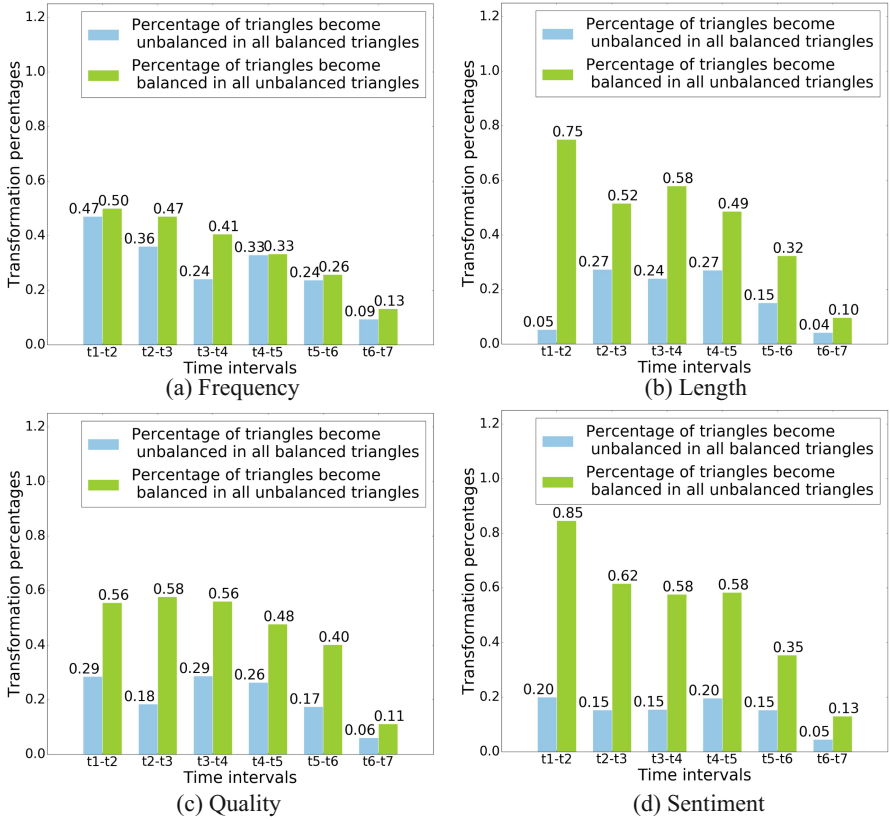 Transformation percentages
1.2
1.0
0.8
0.6
0.4
0.2
0.0
Percentage of triangles become
unbalanced in all balanced triangles
Percentage of triangles become
balanced in all unbalanced triangles
0.47 0.50
0.36 0.47
0.24 0.41
0.33 0.33
0.24 0.26
0.09 0.13
t1-t2 t2-t3 t3-t4 t4-t5 t5-t6 t6-t7
Time intervals
(a) Frequency
Transformation percentages
1.2
1.0
0.8
0.6
0.4
0.2
0.0
Percentage of triangles become
unbalanced in all balanced triangles
Percentage of triangles become
balanced in all unbalanced triangles
0.05 0.75
0.27 0.52
0.24 0.58
0.27 0.49
0.15 0.32
0.04 0.10
t1-t2 t2-t3 t3-t4 t4-t5 t5-t6 t6-t7
Time intervals
(b) Length
Transformation percentages
1.2
1.0
0.8
0.6
0.4
0.2
0.0
Percentage of triangles become
unbalanced in all balanced triangles
Percentage of triangles become
balanced in all unbalanced triangles
0.29 0.56
0.18 0.58
0.29 0.56
0.26 0.48
0.17 0.40
0.06 0.11
t1-t2 t2-t3 t3-t4 t4-t5 t5-t6 t6-t7
Time intervals
(c) Quality
Transformation percentages
1.2
1.0
0.8
0.6
0.4
0.2
0.0
Percentage of triangles become
unbalanced in all balanced triangles
Percentage of triangles become
balanced in all unbalanced triangles
0.20 0.85
0.15 0.62
0.15 0.58
0.20 0.58
0.15 0.35
0.05 0.13
t1-t2 t2-t3 t3-t4 t4-t5 t5-t6 t6-t7
Time intervals
(d) Sentiment